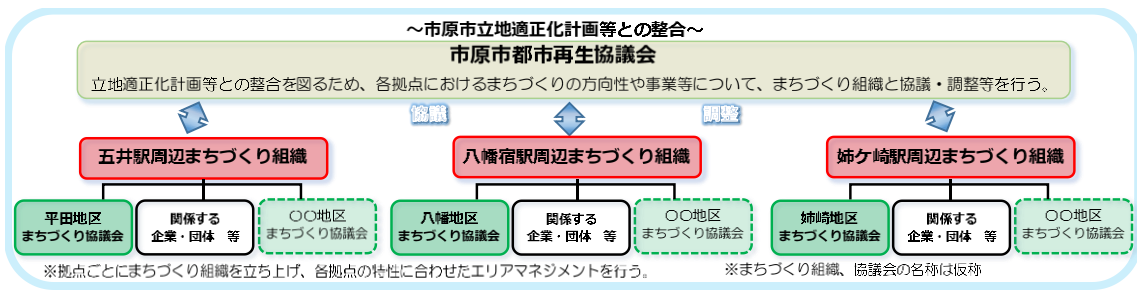 ～市原市立地適正化計画等との整合～
市原市都市再生協議会
立地適正化計画等との整合を図るため、各拠点におけるまちづくりの方向性や事業等について、まちづくり組織と協議・調整等を行う。
協議
調整
五井駅周辺まちづくり組織
八幡宿駅周辺まちづくり組織
姉ケ崎駅周辺まちづくり組織
平田地区
まちづくり協議会
関係する
企業・団体　等
〇〇地区
まちづくり協議会
八幡地区
まちづくり協議会
関係する
企業・団体　等
〇〇地区
まちづくり協議会
姉崎地区
まちづくり協議会
関係する
企業・団体　等
〇〇地区
まちづくり協議会
※拠点ごとにまちづくり組織を立ち上げ、各拠点の特性に合わせたエリアマネジメントを行う。
※まちづくり組織、協議会の名称は仮称